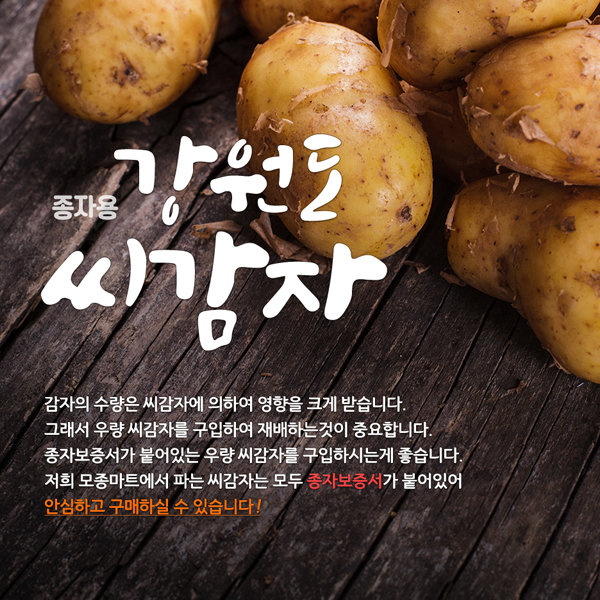 종자용 강원도
씨감자
감자의 수량은 씨감자에 의하여 영향을 크게 받습니다.
그래서 우량 씨감자를 구입하여 재배하는것이 중요합니다.
종자보증서가 붙어있는 우량 씨감자를 구입하시는게 좋습니다.
저희 모종마트에서 파는 씨감자는 모두 종자보증서가 붙어있어
안심하고 구매하실 수 있습니다!